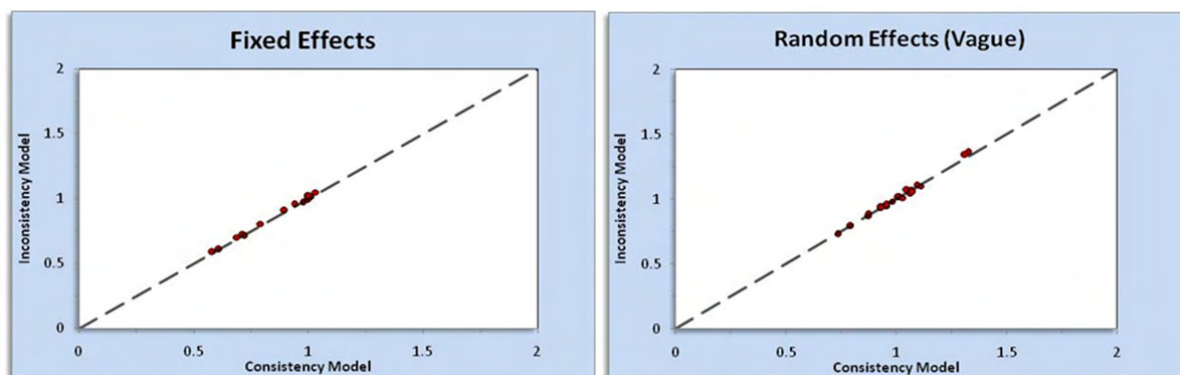 Fixed Effects
2
1.5
1
0.5
0
Inconsistency Model
0 0.5 1 1.5 2
Consistency Model
Random Effects (Vague)
2
1.5
1
0.5
0
Inconsistency Model
0 0.5 1 1.5 2
Consistency Model